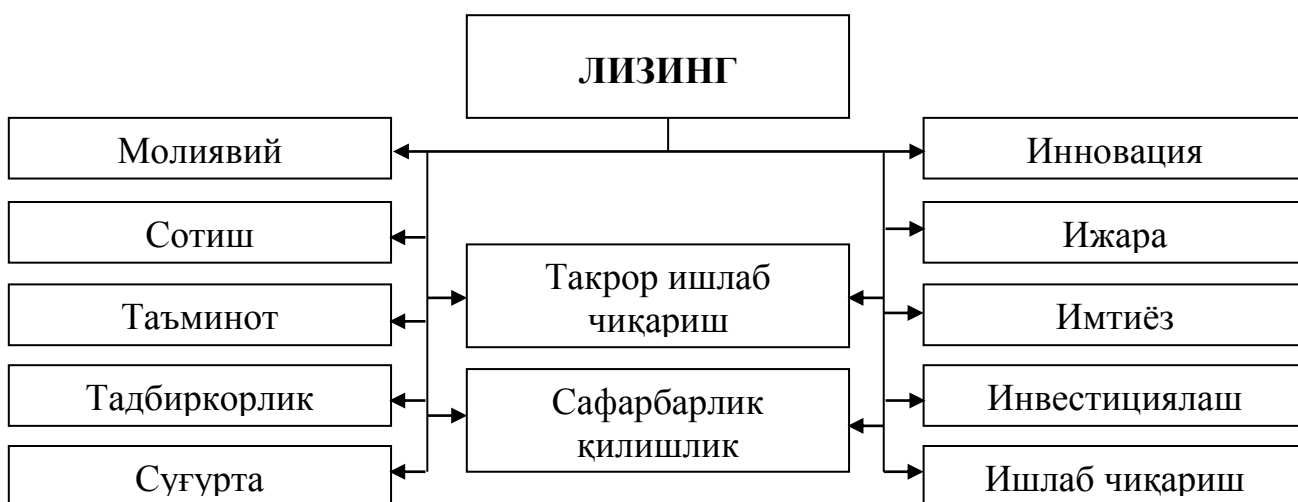 ЛИЗИНГ
Молиявий
Инновация
Сотиш
Ижара
Такрор ишлаб
чиқариш
Таъминот
Имтиёз
Тадбиркорлик
Сафарбарлик
қилишлик
Инвестициялаш
Суғурта
Ишлаб чиқариш